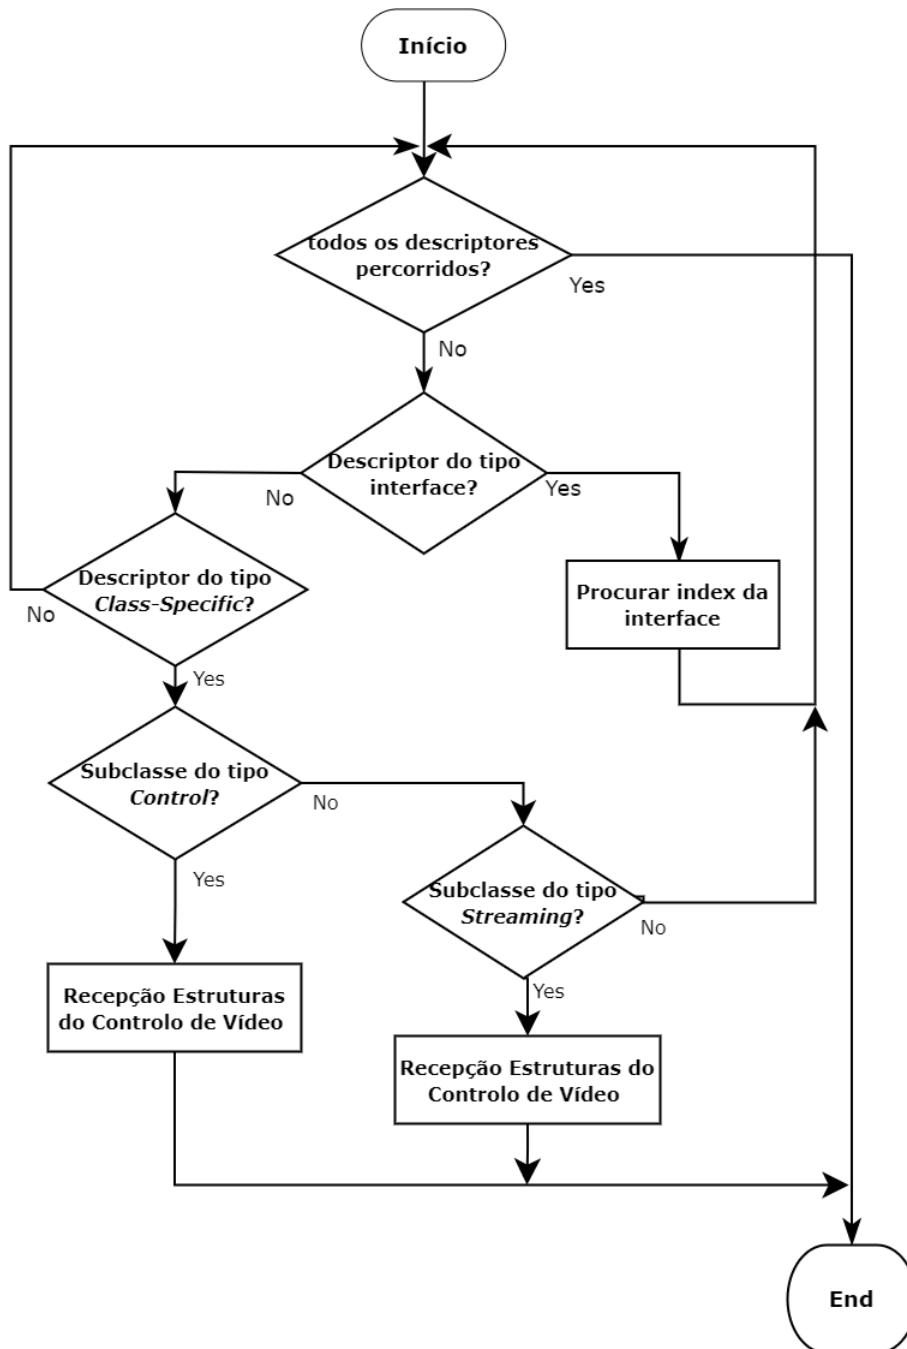 Início
todos os descriptores
percorridos?
Yes
No
Descriptor do tipo
interface?
No
Yes
Descriptor do tipo
Class-Specific?
No
Procurar index da
interface
Yes
Subclasse do tipo
Control?
No
Yes
Subclasse do tipo
Streaming?
No
Yes
Recepção Estruturas
do Controlo de Vídeo
Recepção Estruturas do
Controlo de Vídeo
End